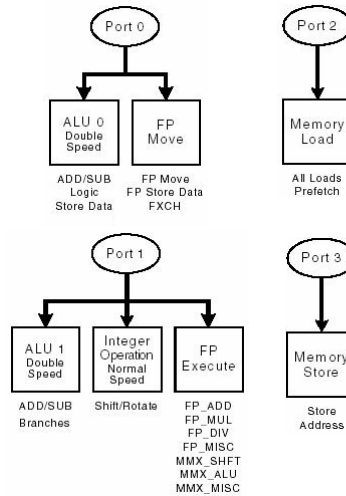 Port 0
Port 2
ALU 0
Double
Speed
FP
Move
Memory
Load
ADD/SUB
Logic
Store Data
FP Move
FP Store Data
FXCH
All Loads
Prefetch
Port 1
Port 3
ALU 1
Double
Speed
Integer
Operation
Normal
Speed
FP
Execute
Memory
Store
ADD/SUB
Branches
Shift/Rotate
FP_ADD
FP_MUL
FP_DIV
FP_MISC
MMX_SHFT
MMX_ALU
MMX_MISC
Store
Address